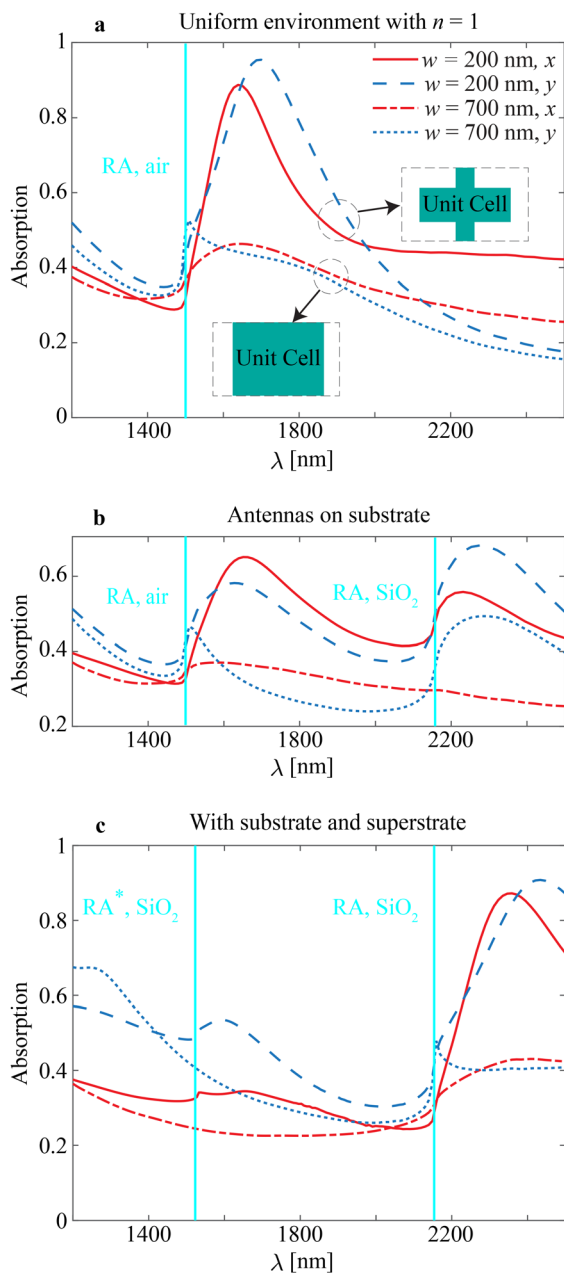 a Uniform environment with n = 1
1
w = 200 nm, x
w = 200 nm, y
w = 700 nm, x
w = 700 nm, y
0.8
RA, air
0.6
Unit Cell
Absorption
0.4
Unit Cell
0.2
0
1400 1800 2200
λ [nm]
b Antennas on substrate
0.6
RA, air RA, SiO₂
Absorption
0.4
0.2
1400 1800 2200
λ [nm]
c With substrate and superstrate
1
RA*, SiO₂ RA, SiO₂
0.8
0.6
Absorption
0.4
0.2
0
1400 1800 2200
λ [nm]